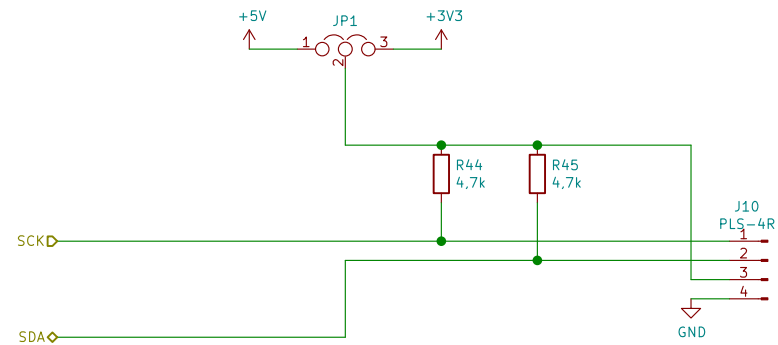 +5V
JP1
+3V3
1
2
3
R44
4,7k
R45
4,7k
J10
PLS-4R
SCK
1
2
3
4
SDA
GND